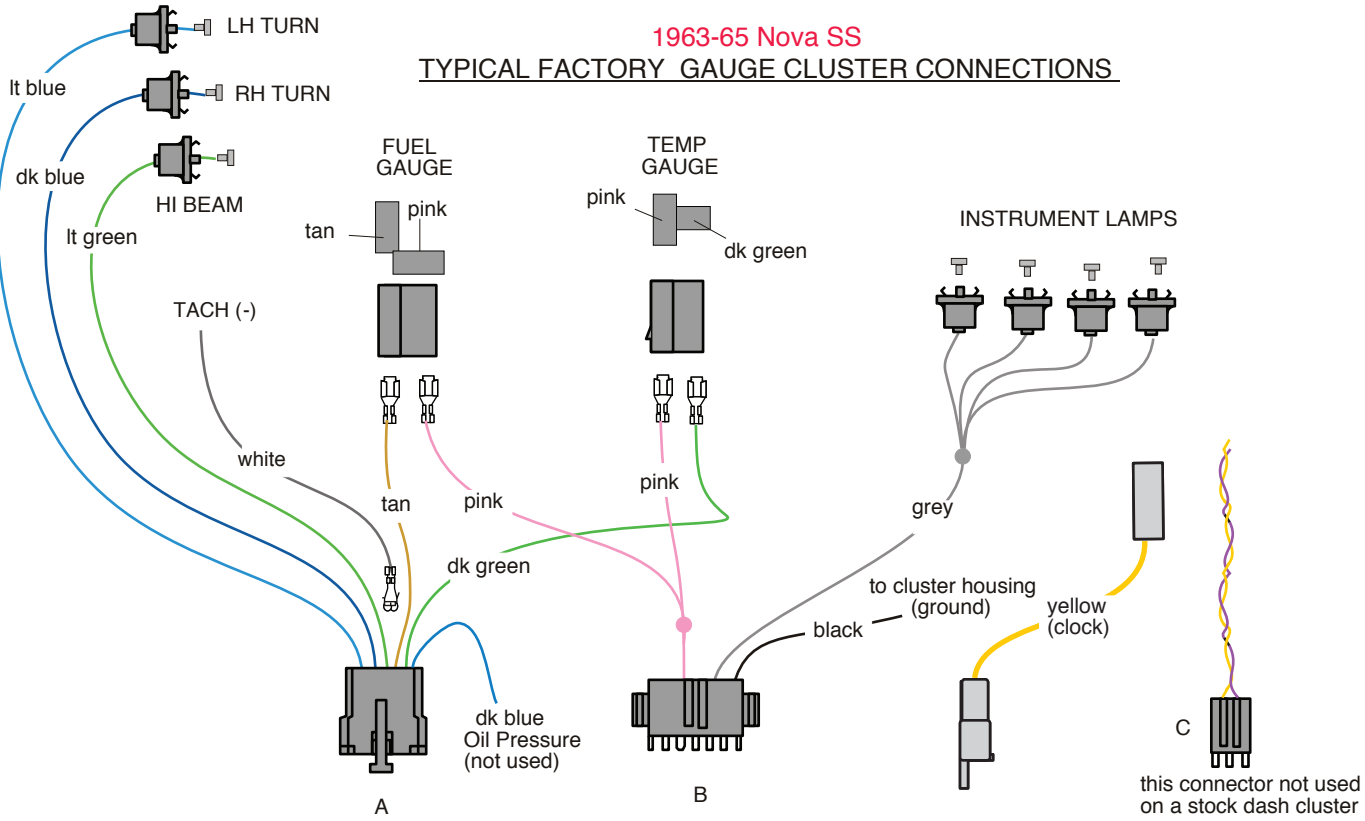 1963-65 Nova SS
TYPICAL FACTORY GAUGE CLUSTER CONNECTIONS
LH TURN
lt blue
RH TURN
dk blue
HI BEAM
lt green
TACH (-)
white
FUEL
GAUGE
tan
pink
TEMP
GAUGE
pink
dk green
INSTRUMENT LAMPS
tan
pink
pink
dk green
grey
to cluster housing
(ground)
black
yellow
(clock)
dk blue
Oil Pressure
(not used)
A
B
C
this connector not used
on a stock dash cluster